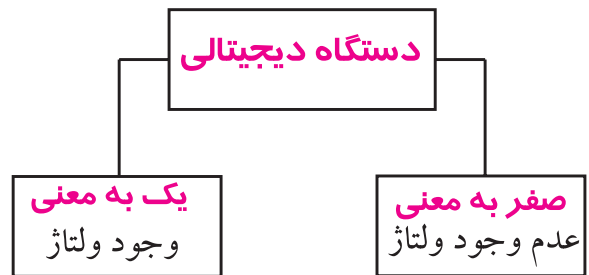 دستگاه دیجیتالی
صفر به معنی
عدم وجود ولتاژ
یک به معنی
وجود ولتاژ